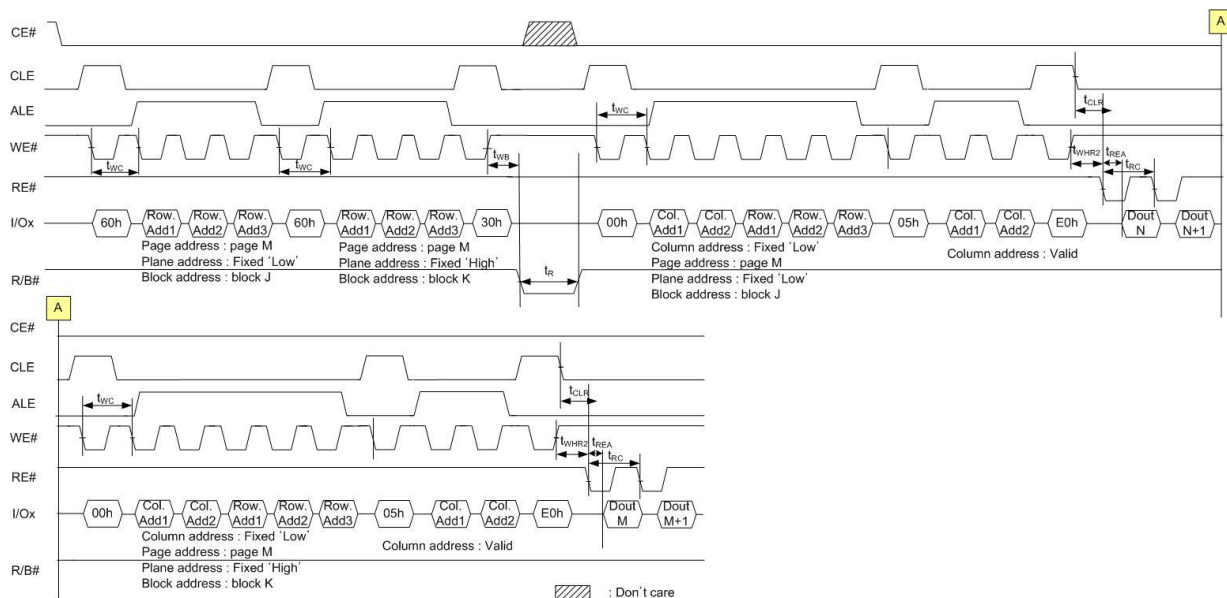 A
CE#
CLE
tCLR
ALE
tWC
WE#
tWC tWC tWB tWHR2 tREA tRC
RE#
I/Ox 60h Row. Add1 Row. Add2 Row. Add3 60h Row. Add1 Row. Add2 Row. Add3 30h 00h Col. Add1 Col. Add2 Row. Add1 Row. Add2 Row. Add3 05h Col. Add1 Col. Add2 E0h Dout N Dout N+1
Page address : page M Page address : page M Column address : Fixed 'Low' Column address : Valid
Plane address : Fixed 'Low' Plane address : Fixed 'High' Page address : page M
Block address : block J Block address : block K Plane address : Fixed 'Low'
R/B# tR Block address : block J
A
CE#
CLE
tCLR
ALE
tWC
WE#
tWHR2 tREA tRC
RE#
I/Ox 00h Col. Add1 Col. Add2 Row. Add1 Row. Add2 Row. Add3 05h Col. Add1 Col. Add2 E0h Dout M Dout M+1
Column address : Fixed 'Low' Column address : Valid
Page address : page M
Plane address : Fixed 'High'
R/B#
Block address : block K
: Don't care